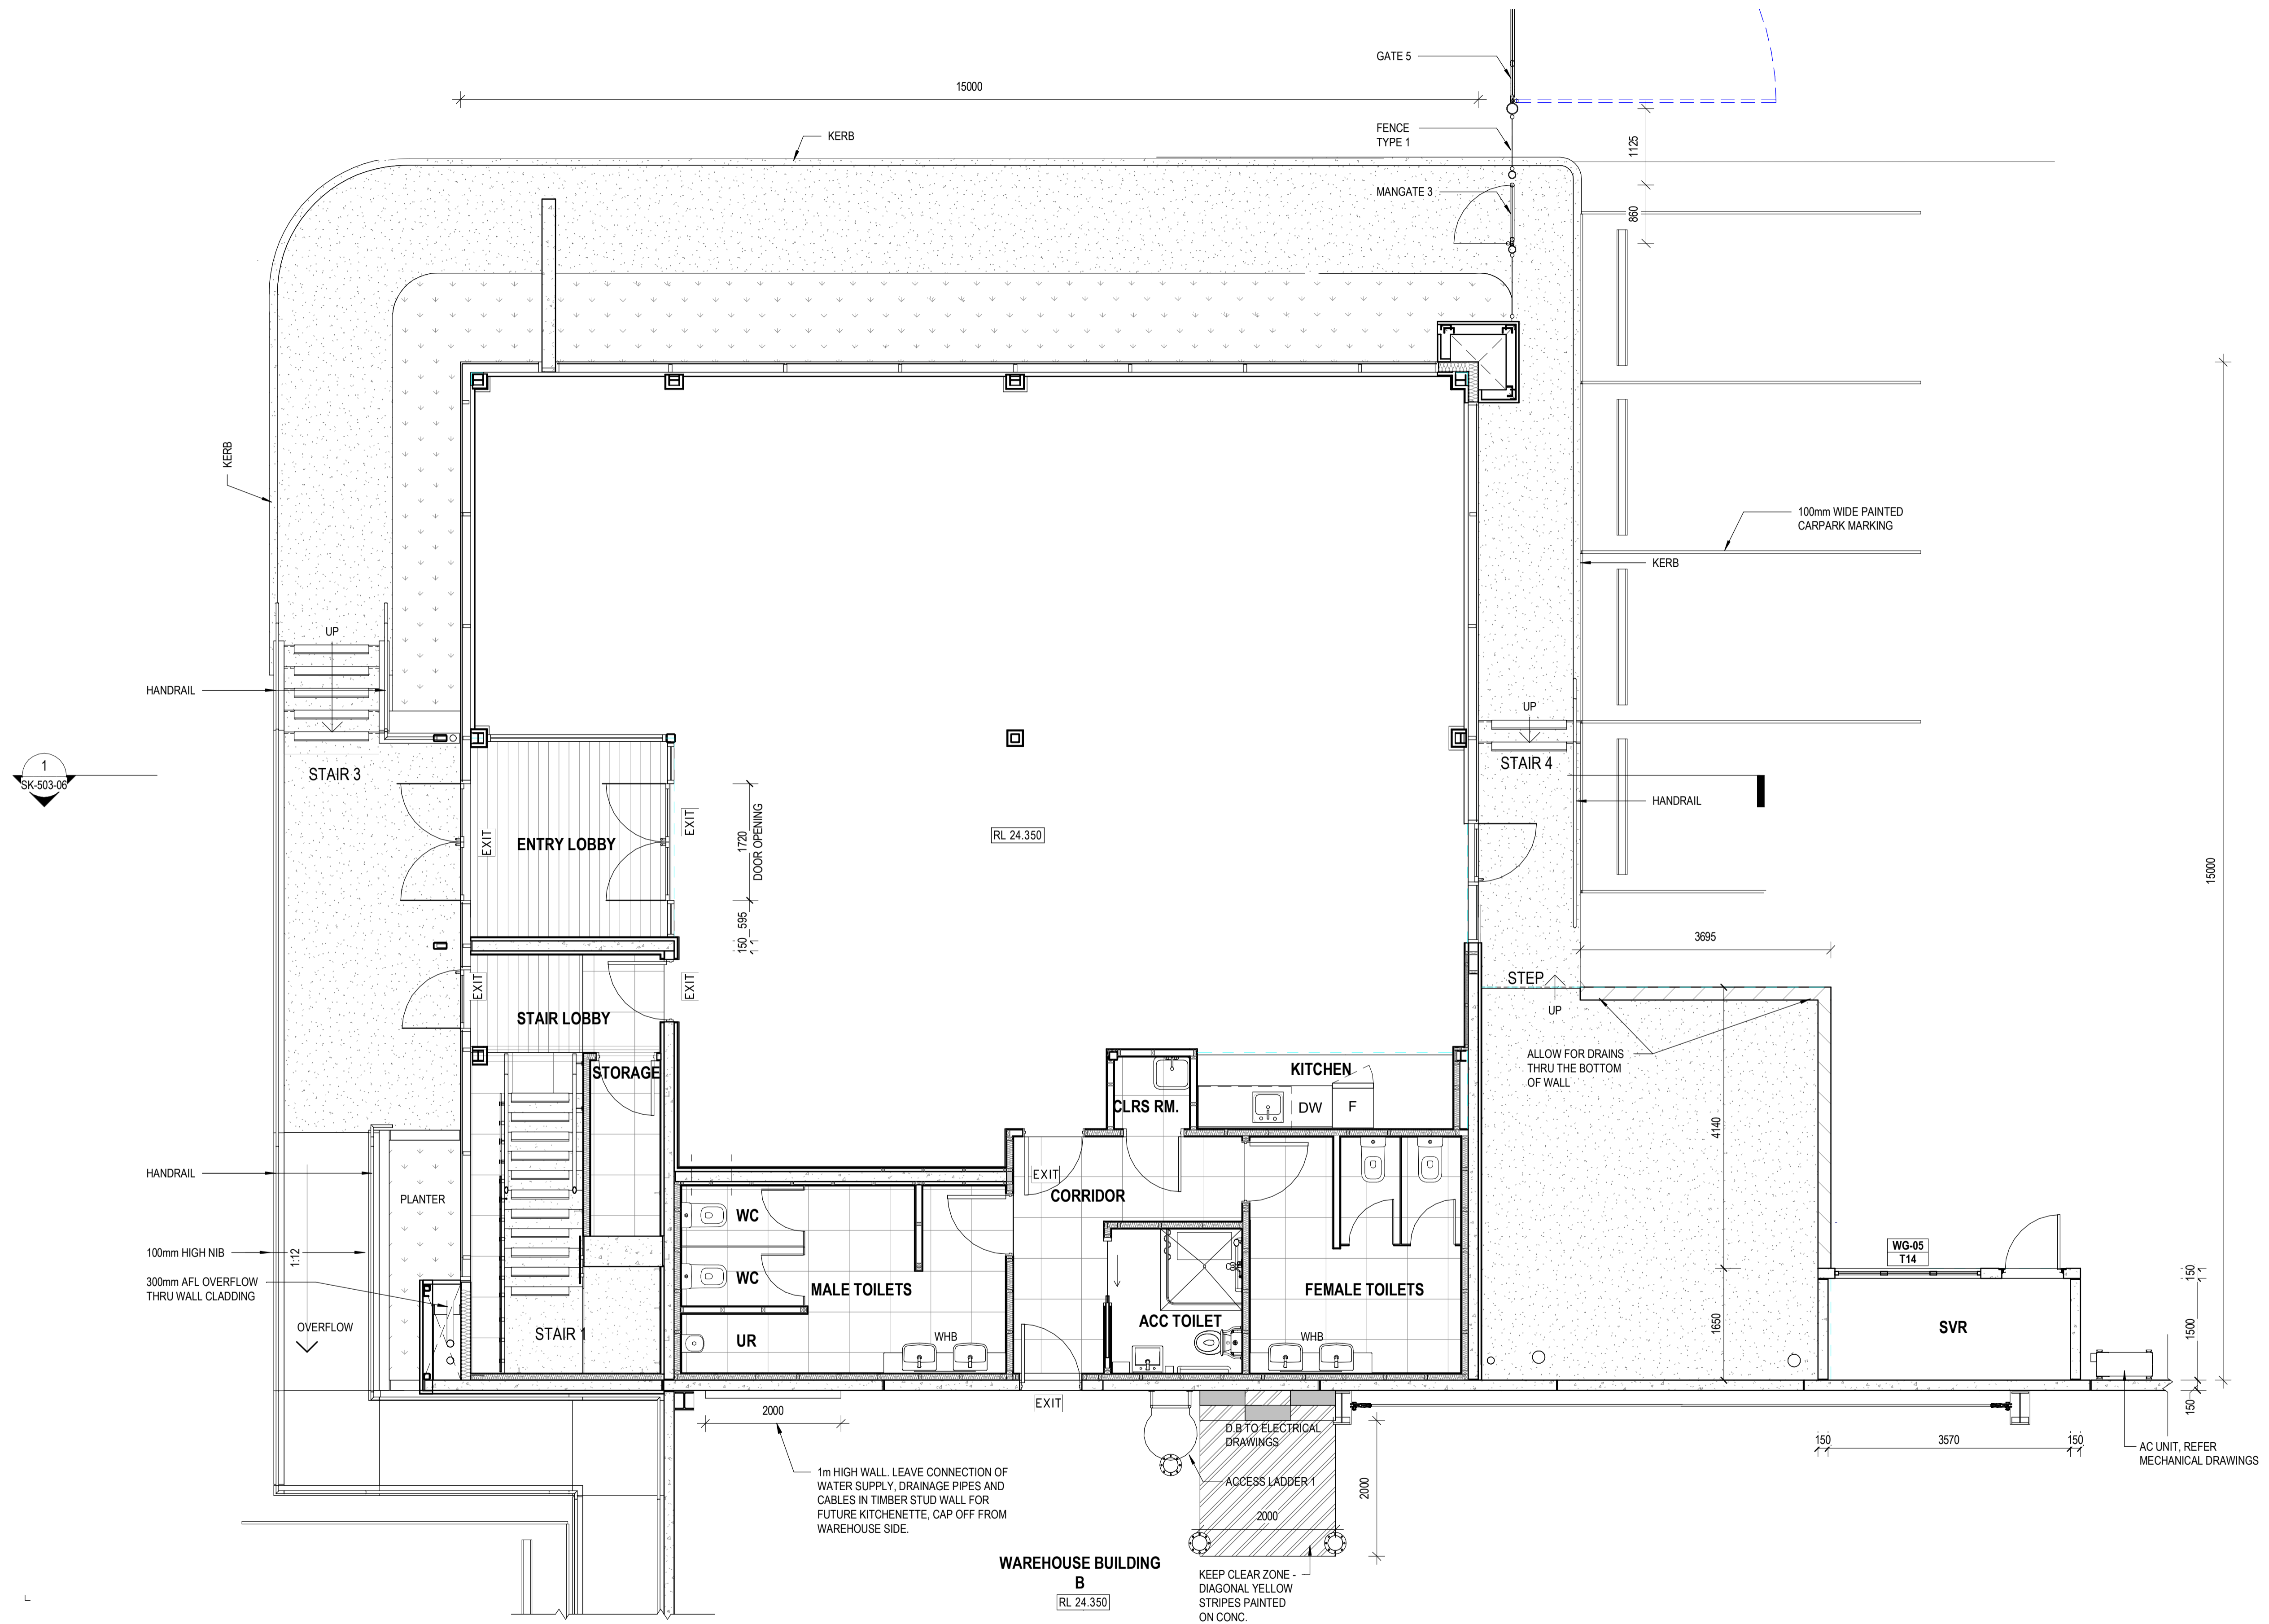 GATE 5
15000
FENCE
TYPE 1
KERB
1125
MANGATE 3
860
KERB
100mm WIDE PAINTED
CARPARK MARKING
KERB
UP
HANDRAIL
UP
STAIR 3
STAIR 4
1
SK-503-06
HANDRAIL
EXIT
ENTRY LOBBY
EXIT
1720
DOOR OPENING
RL 24.350
15000
595
150
3695
EXIT
EXIT
STEP
UP
STAIR LOBBY
ALLOW FOR DRAINS
THRU THE BOTTOM
OF WALL
STORAGE
KITCHEN
CLRS RM.
DW
F
4140
HANDRAIL
EXIT
CORRIDOR
PLANTER
WC
100mm HIGH NIB
1:12
WG-05
T14
300mm AFL OVERFLOW
THRU WALL CLADDING
WC
MALE TOILETS
FEMALE TOILETS
150
OVERFLOW
STAIR 1
UR
WHB
ACC TOILET
WHB
1650
SVR
1500
EXIT
150
2000
D.B TO ELECTRICAL
DRAWINGS
150
3570
150
AC UNIT, REFER
MECHANICAL DRAWINGS
1m HIGH WALL. LEAVE CONNECTION OF
WATER SUPPLY, DRAINAGE PIPES AND
CABLES IN TIMBER STUD WALL FOR
FUTURE KITCHENETTE, CAP OFF FROM
WAREHOUSE SIDE.
ACCESS LADDER 1
2000
2000
WAREHOUSE BUILDING
B
RL 24.350
KEEP CLEAR ZONE -
DIAGONAL YELLOW
STRIPES PAINTED
ON CONC.